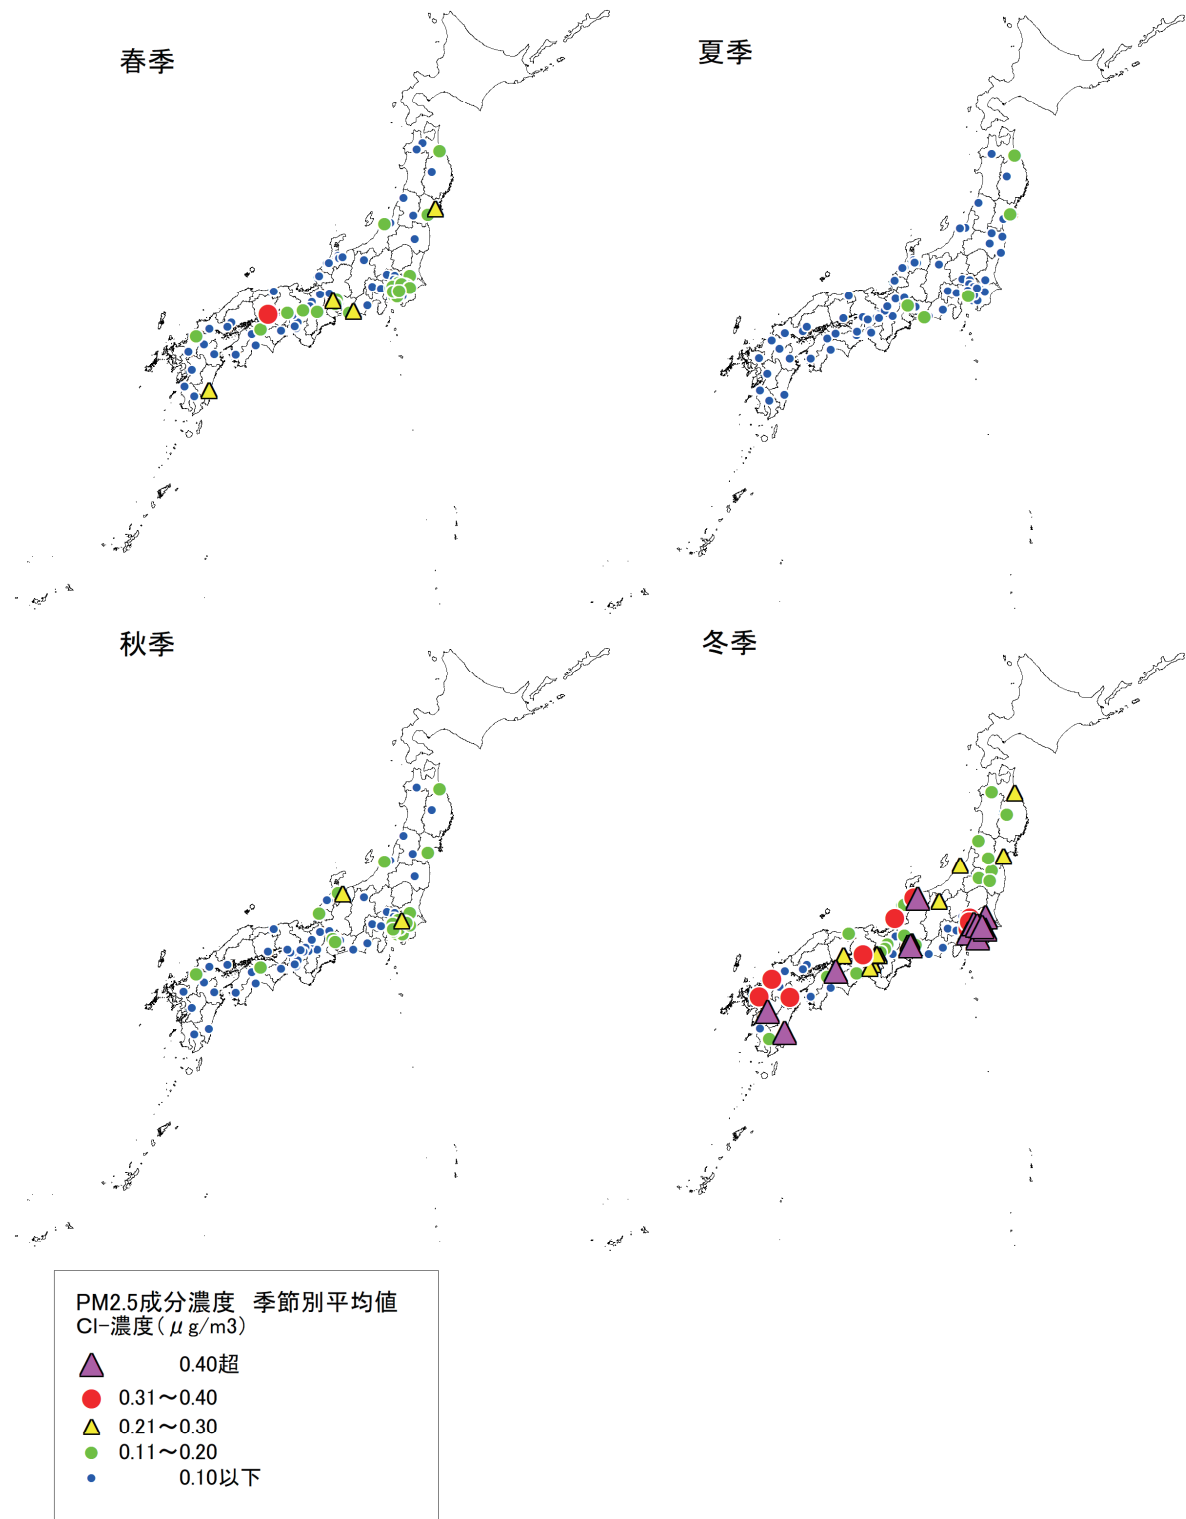 春季
夏季
秋季
冬季
PM2.5成分濃度 季節別平均値
Cl-濃度(μg/m3)
0.40超
0.31～0.40
0.21～0.30
0.11～0.20
0.10以下